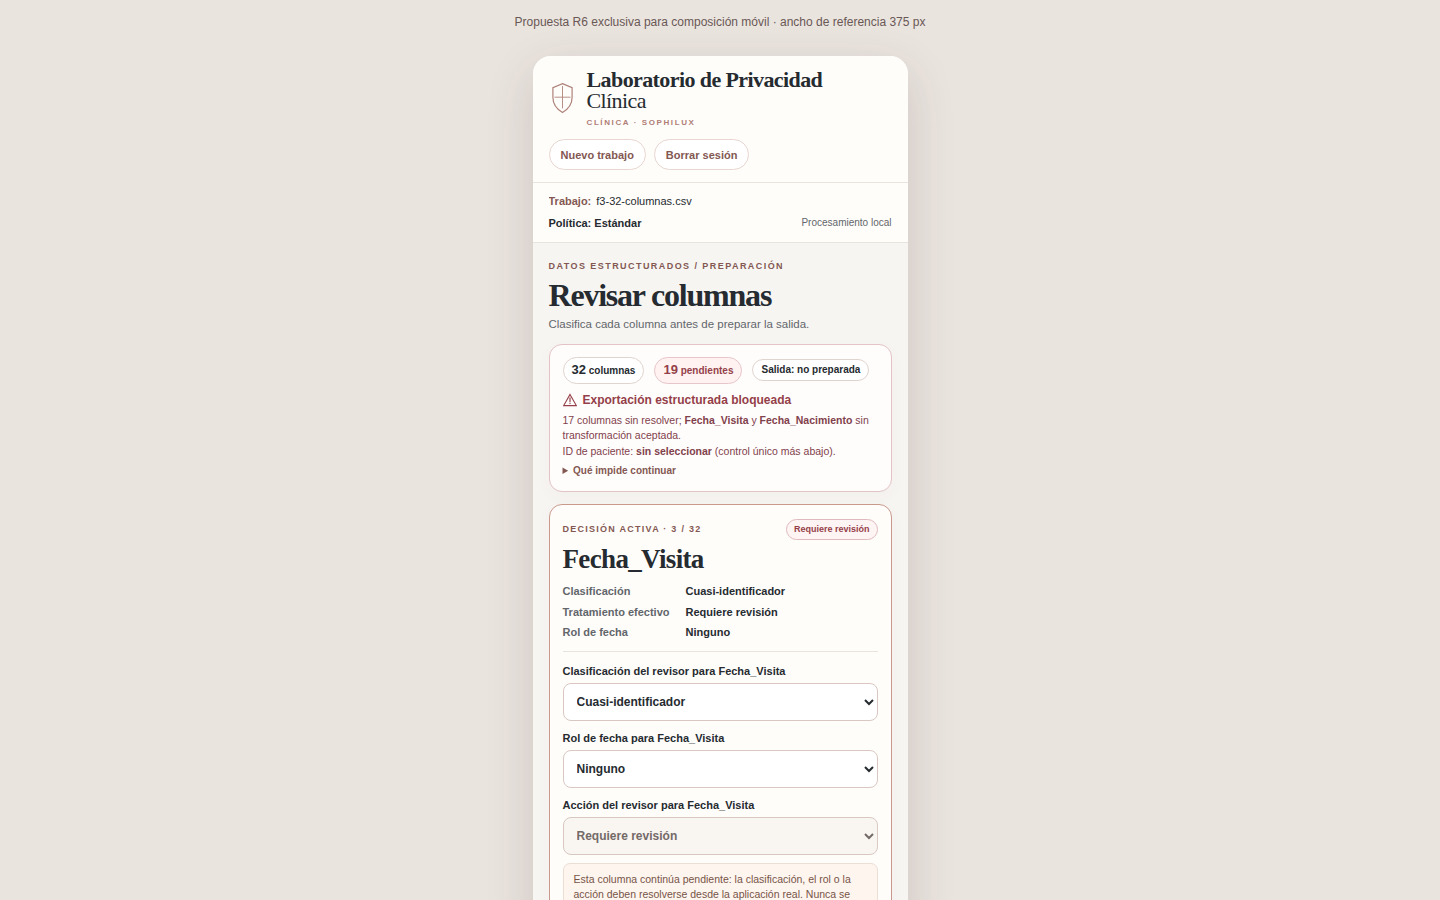 Propuesta R6 exclusiva para composición móvil · ancho de referencia 375 px
Laboratorio de Privacidad
Clínica
CLÍNICA · SOPHILUX
Nuevo trabajo
Borrar sesión
Trabajo: f3-32-columnas.csv
Política: Estándar
Procesamiento local
DATOS ESTRUCTURADOS / PREPARACIÓN
Revisar columnas
Clasifica cada columna antes de preparar la salida.
32 columnas
19 pendientes
Salida: no preparada
Exportación estructurada bloqueada
17 columnas sin resolver; Fecha_Visita y Fecha_Nacimiento sin
transformación aceptada.
ID de paciente: sin seleccionar (control único más abajo).
Qué impide continuar
DECISIÓN ACTIVA · 3 / 32
Requiere revisión
Fecha_Visita
Clasificación Cuasi-identificador
Tratamiento efectivo Requiere revisión
Rol de fecha Ninguno
Clasificación del revisor para Fecha_Visita
Cuasi-identificador
Rol de fecha para Fecha_Visita
Ninguno
Acción del revisor para Fecha_Visita
Requiere revisión
Esta columna continúa pendiente: la clasificación, el rol o la
acción deben resolverse desde la aplicación real. Nunca se